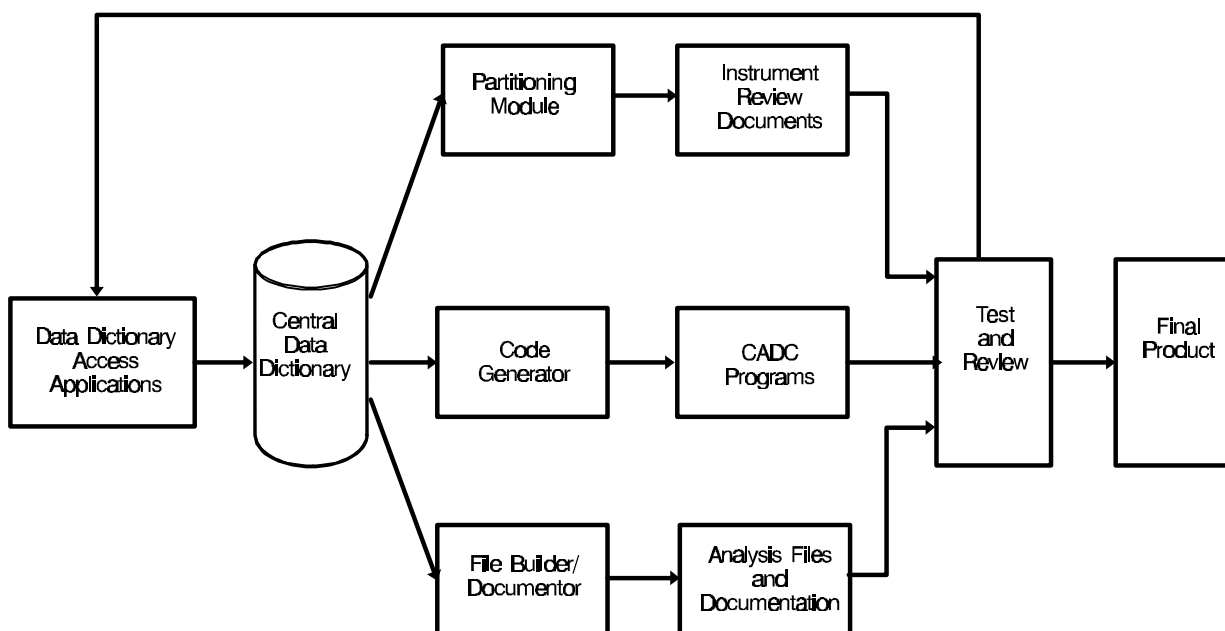 Partitioning
Module
Instrument
Review
Documents
Data Dictionary
Access
Applications
Central
Data
Dictionary
Code
Generator
CADC
Programs
Test
and
Review
Final
Product
File Builder/
Documentor
Analysis Files
and
Documentation